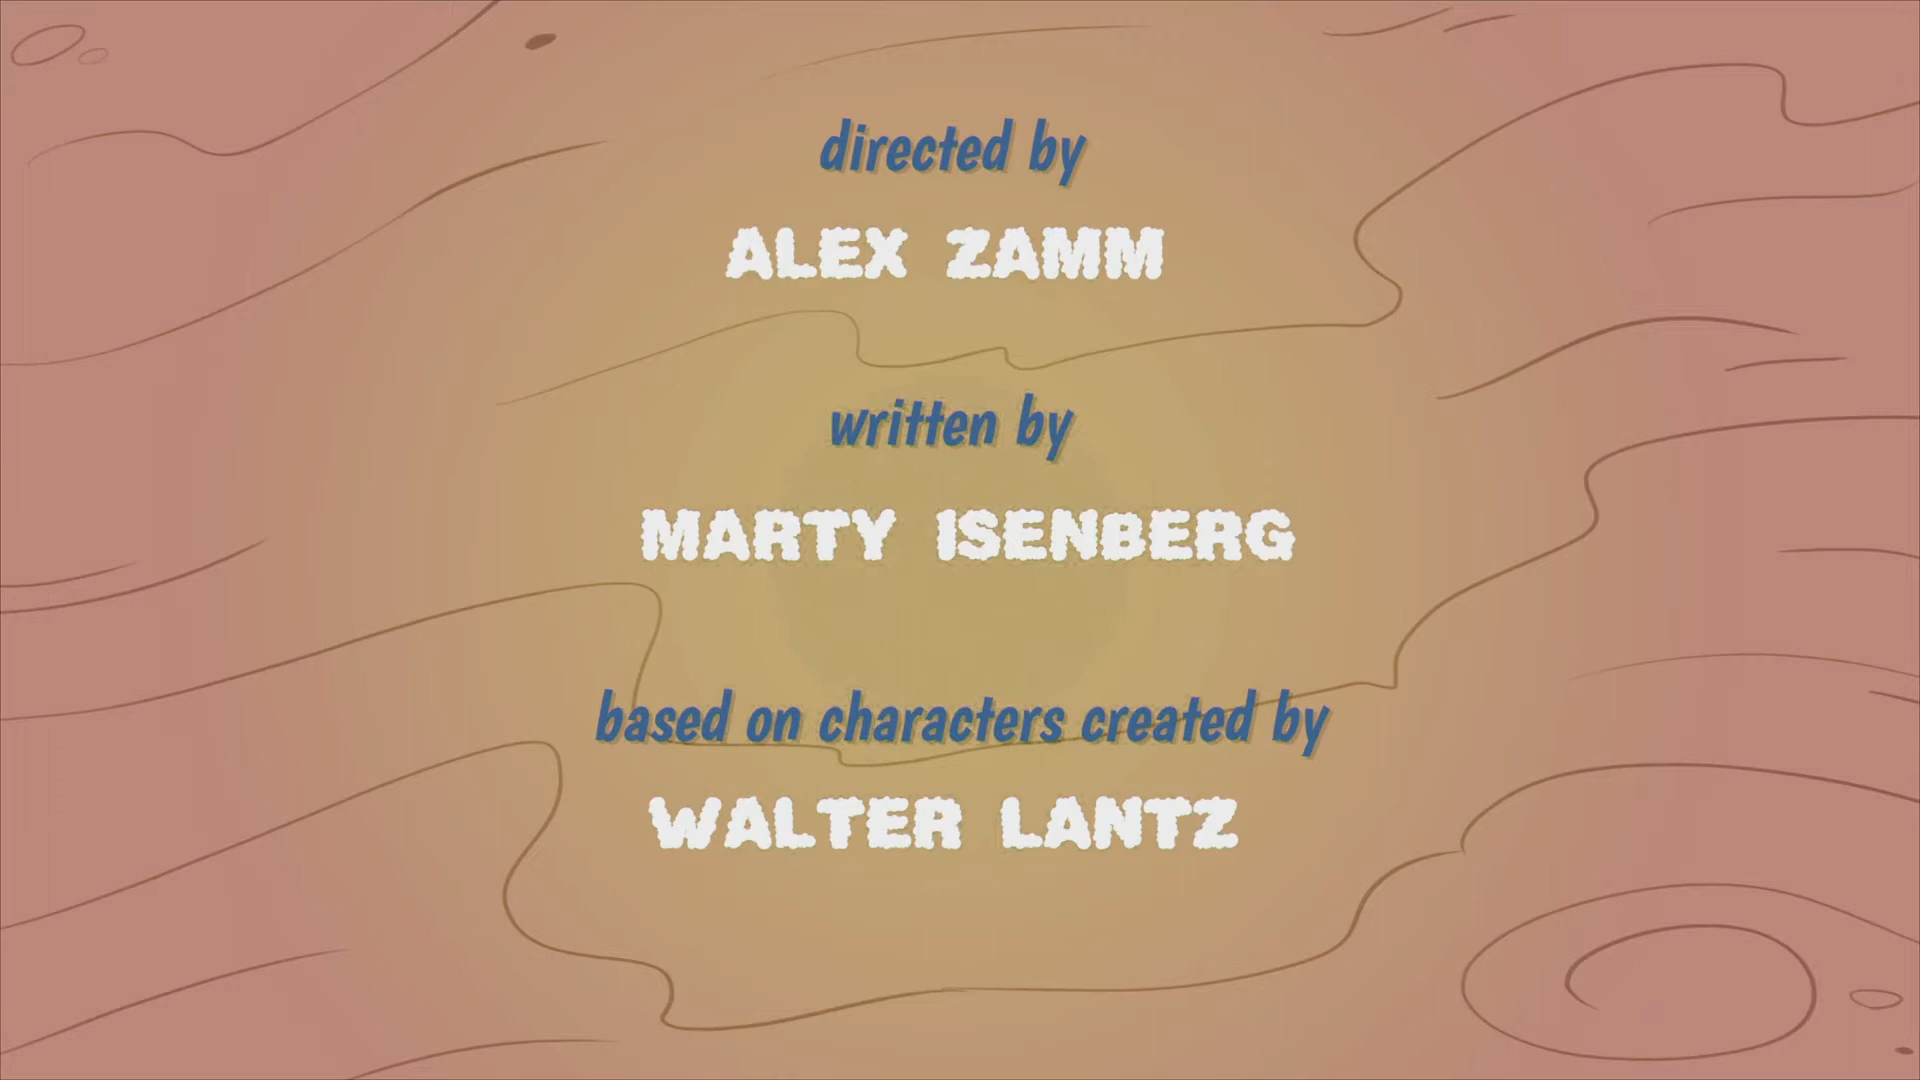 directed by
ALEX ZAMM
written by
MARTY ISENBERG
based on characters created by
WALTER LANTZ